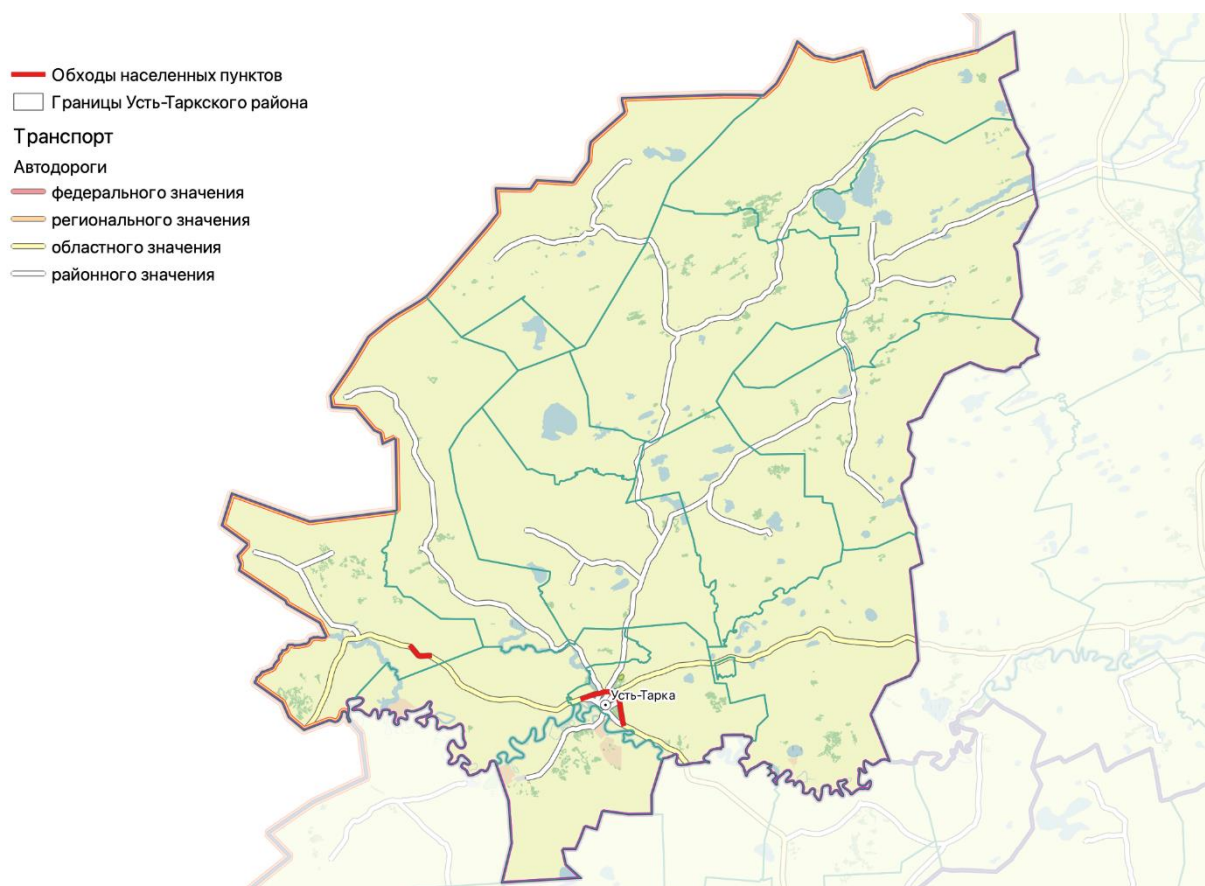 Обходы населенных пунктов
Границы Усть-Таркского района
Транспорт
Автодороги
федерального значения
регионального значения
областного значения
районного значения
Усть-Тарка